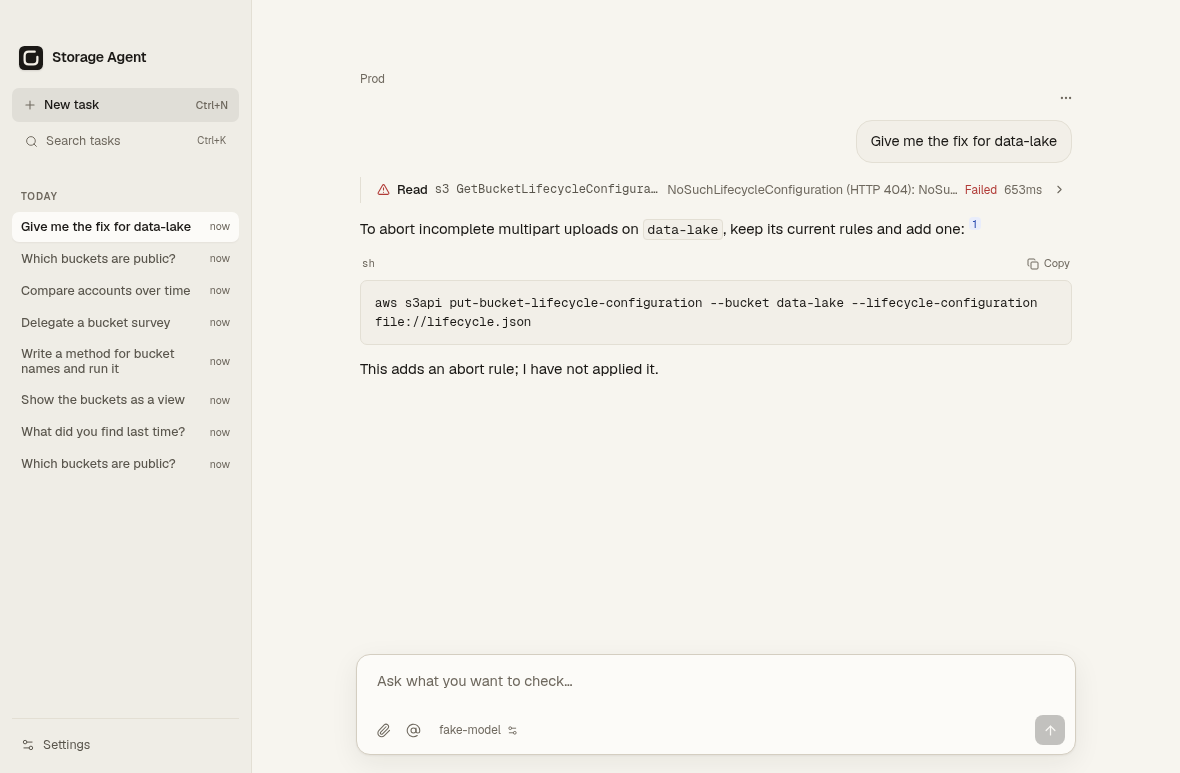 Storage Agent
New task Ctrl+N
Search tasks Ctrl+K
TODAY
Give me the fix for data-lake now
Which buckets are public? now
Compare accounts over time now
Delegate a bucket survey now
Write a method for bucket
names and run it now
Show the buckets as a view now
What did you find last time? now
Which buckets are public? now
Settings
Prod
Give me the fix for data-lake
Read s3 GetBucketLifecycleConfigura… NoSuchLifecycleConfiguration (HTTP 404): NoSu… Failed 653ms
To abort incomplete multipart uploads on data-lake, keep its current rules and add one: 1
sh Copy
aws s3api put-bucket-lifecycle-configuration --bucket data-lake --lifecycle-configuration
file://lifecycle.json
This adds an abort rule; I have not applied it.
Ask what you want to check…
fake-model